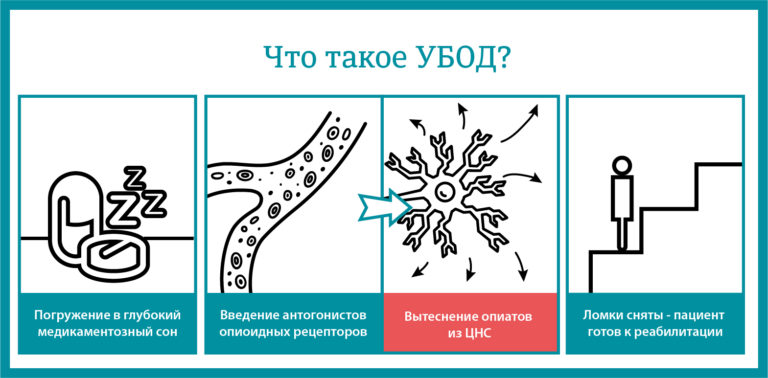 Что такое УБОД?
Погружение в глубокий
медикаментозный сон
Введение антогонистов
опиоидных рецепторов
Вытеснение опиатов
из ЦНС
Ломки сняты - пациент
готов к реабилитации